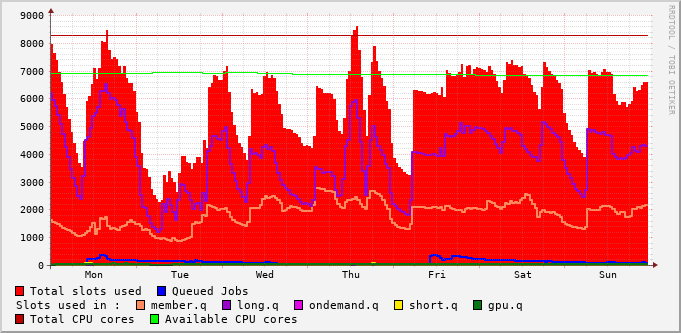 RRDTOOL / TOBI OETIKER
9000
8000
7000
6000
5000
4000
3000
2000
1000
0
Mon Tue Wed Thu Fri Sat Sun
Total slots used Queued Jobs
Slots used in : member.q long.q ondemand.q short.q gpu.q
Total CPU cores Available CPU cores